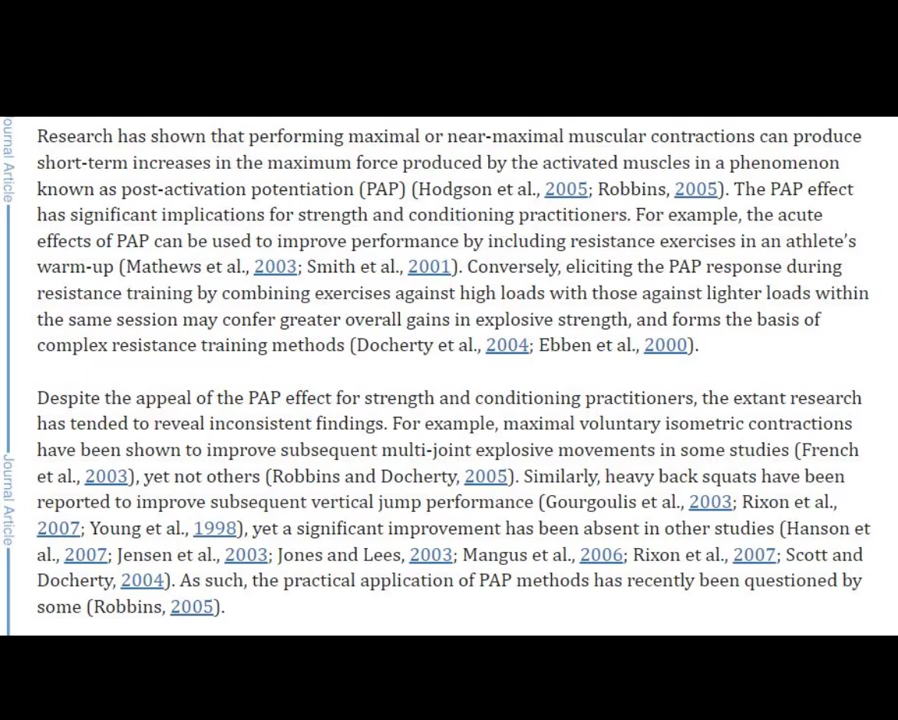 ournal Article
Research has shown that performing maximal or near-maximal muscular contractions can produce
short-term increases in the maximum force produced by the activated muscles in a phenomenon
known as post-activation potentiation (PAP) (Hodgson et al., 2005; Robbins, 2005). The PAP effect
has significant implications for strength and conditioning practitioners. For example, the acute
effects of PAP can be used to improve performance by including resistance exercises in an athlete’s
warm-up (Mathews et al., 2003; Smith et al., 2001). Conversely, eliciting the PAP response during
resistance training by combining exercises against high loads with those against lighter loads within
the same session may confer greater overall gains in explosive strength, and forms the basis of
complex resistance training methods (Docherty et al., 2004; Ebben et al., 2000).
Despite the appeal of the PAP effect for strength and conditioning practitioners, the extant research
has tended to reveal inconsistent findings. For example, maximal voluntary isometric contractions
have been shown to improve subsequent multi-joint explosive movements in some studies (French
et al., 2003), yet not others (Robbins and Docherty, 2005). Similarly, heavy back squats have been
reported to improve subsequent vertical jump performance (Gourgoulis et al., 2003; Rixon et al.,
2007; Young et al., 1998), yet a significant improvement has been absent in other studies (Hanson et
al., 2007; Jensen et al., 2003; Jones and Lees, 2003; Mangus et al., 2006; Rixon et al., 2007; Scott and
Docherty, 2004). As such, the practical application of PAP methods has recently been questioned by
some (Robbins, 2005).
Journal Article